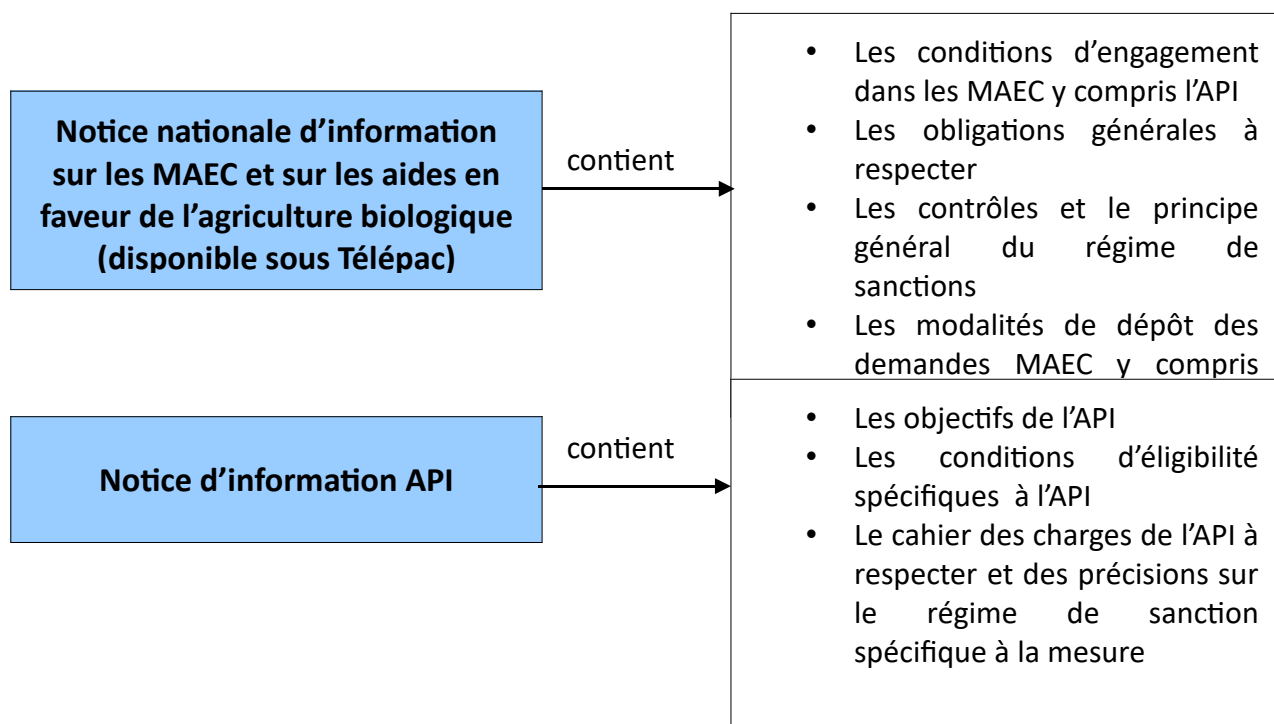 Notice nationale d’information
sur les MAEC et sur les aides en
faveur de l’agriculture biologique
(disponible sous Télépac)
contient
• Les conditions d’engagement
dans les MAEC y compris l’API
• Les obligations générales à
respecter
• Les contrôles et le principe
général du régime de
sanctions
• Les modalités de dépôt des
demandes MAEC y compris
Notice d’information API
contient
• Les objectifs de l’API
• Les conditions d’éligibilité
spécifiques à l’API
• Le cahier des charges de l’API à
respecter et des précisions sur
le régime de sanction
spécifique à la mesure